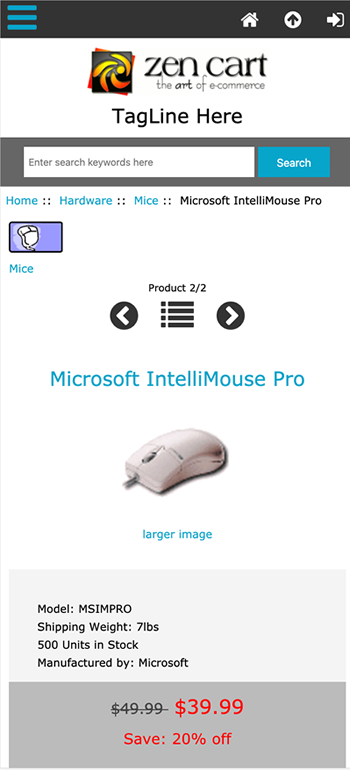 zen cart
the art of e-commerce
TagLine Here
Enter search keywords here
Search
Home :: Hardware :: Mice :: Microsoft IntelliMouse Pro
Mice
Product 2/2
Microsoft IntelliMouse Pro
larger image
Model: MSIMPRO
Shipping Weight: 7lbs
500 Units in Stock
Manufactured by: Microsoft
$49.99 $39.99
Save: 20% off